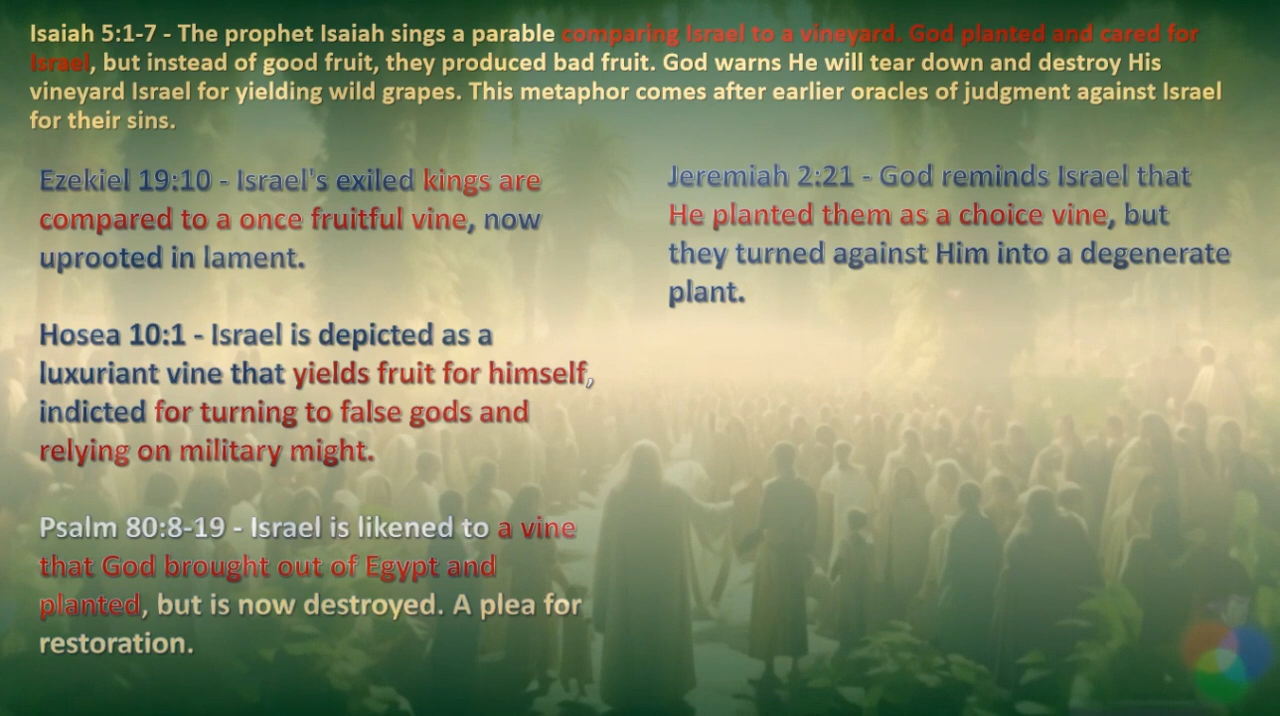 Isaiah 5:1-7 - The prophet Isaiah sings a parable comparing Israel to a vineyard. God planted and cared for
Israel, but instead of good fruit, they produced bad fruit. God warns He will tear down and destroy His
vineyard Israel for yielding wild grapes. This metaphor comes after earlier oracles of judgment against Israel
for their sins.
Ezekiel 19:10 - Israel's exiled kings are
compared to a once fruitful vine, now
uprooted in lament.
Hosea 10:1 - Israel is depicted as a
luxuriant vine that yields fruit for himself,
indicted for turning to false gods and
relying on military might.
Psalm 80:8-19 - Israel is likened to a vine
that God brought out of Egypt and
planted, but is now destroyed. A plea for
restoration.
Jeremiah 2:21 - God reminds Israel that
He planted them as a choice vine, but
they turned against Him into a degenerate
plant.